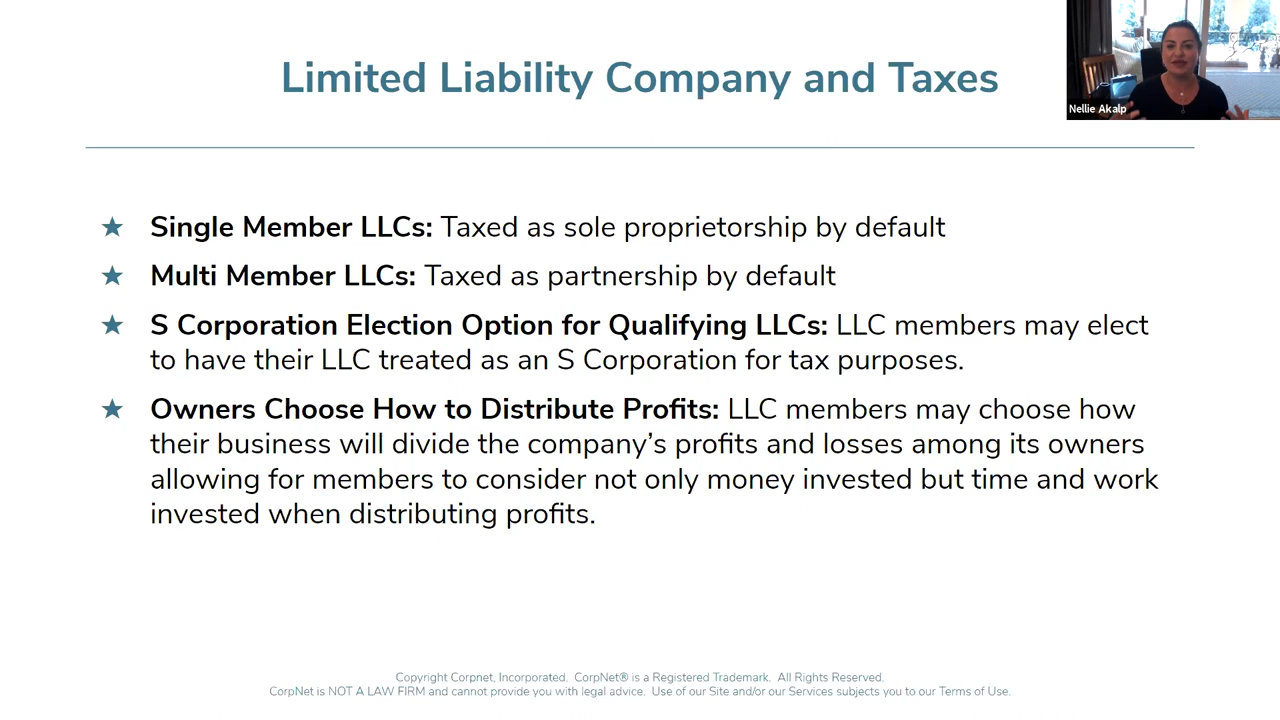 Limited Liability Company and Taxes
Nellie Akalp
★ Single Member LLCs: Taxed as sole proprietorship by default
★ Multi Member LLCs: Taxed as partnership by default
★ S Corporation Election Option for Qualifying LLCs: LLC members may elect
to have their LLC treated as an S Corporation for tax purposes.
★ Owners Choose How to Distribute Profits: LLC members may choose how
their business will divide the company’s profits and losses among its owners
allowing for members to consider not only money invested but time and work
invested when distributing profits.
Copyright Corpnet, Incorporated. CorpNet® is a Registered Trademark. All Rights Reserved.
CorpNet is NOT A LAW FIRM and cannot provide you with legal advice. Use of our Site and/or our Services subjects you to our Terms of Use.